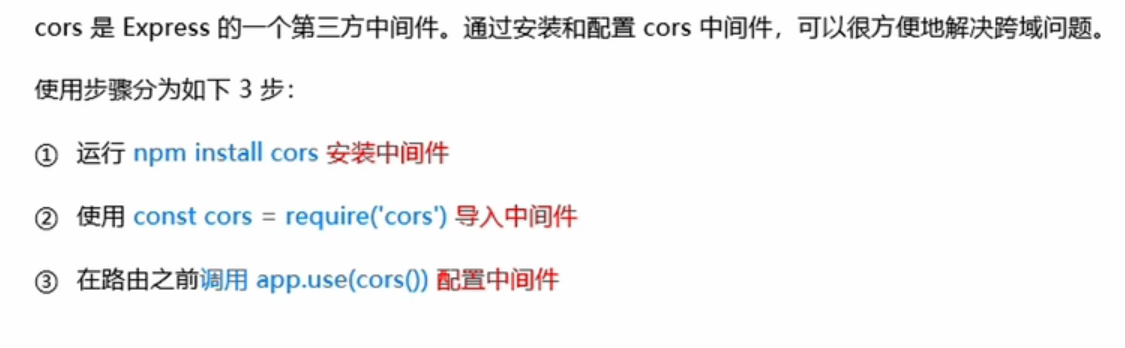 cors 是 Express 的一个第三方中间件。通过安装和配置 cors 中间件，可以很方便地解决跨域问题。
使用步骤分为如下 3 步：
① 运行 npm install cors 安装中间件
② 使用 const cors = require('cors') 导入中间件
③ 在路由之前调用 app.use(cors()) 配置中间件